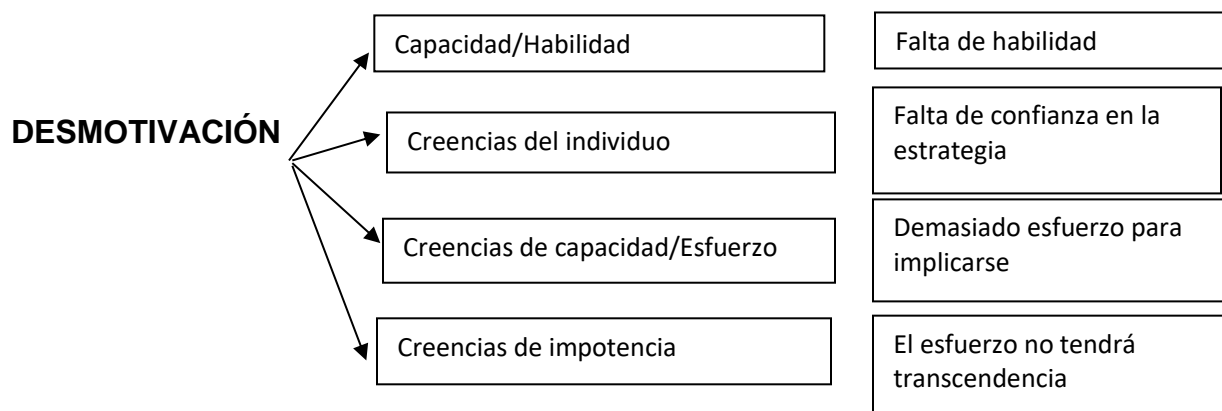 DESMOTIVACIÓN
Capacidad/Habilidad
Falta de habilidad
Creencias del individuo
Falta de confianza en la
estrategia
Creencias de capacidad/Esfuerzo
Demasiado esfuerzo para
implicarse
Creencias de impotencia
El esfuerzo no tendrá
transcendencia